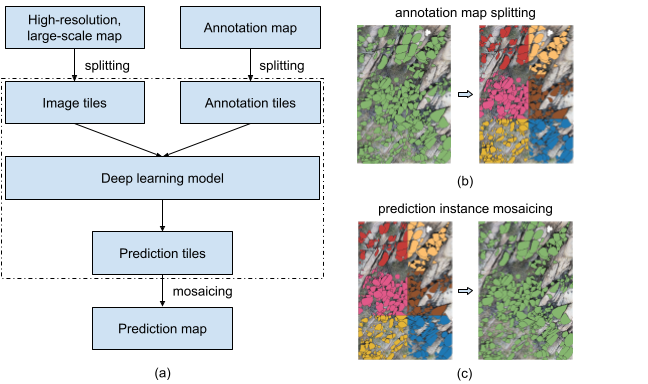 High-resolution,
large-scale map
Annotation map
splitting
splitting
Image tiles
Annotation tiles
Deep learning model
Prediction tiles
mosaicing
Prediction map
(a)
annotation map splitting
(b)
prediction instance mosaicing
(c)